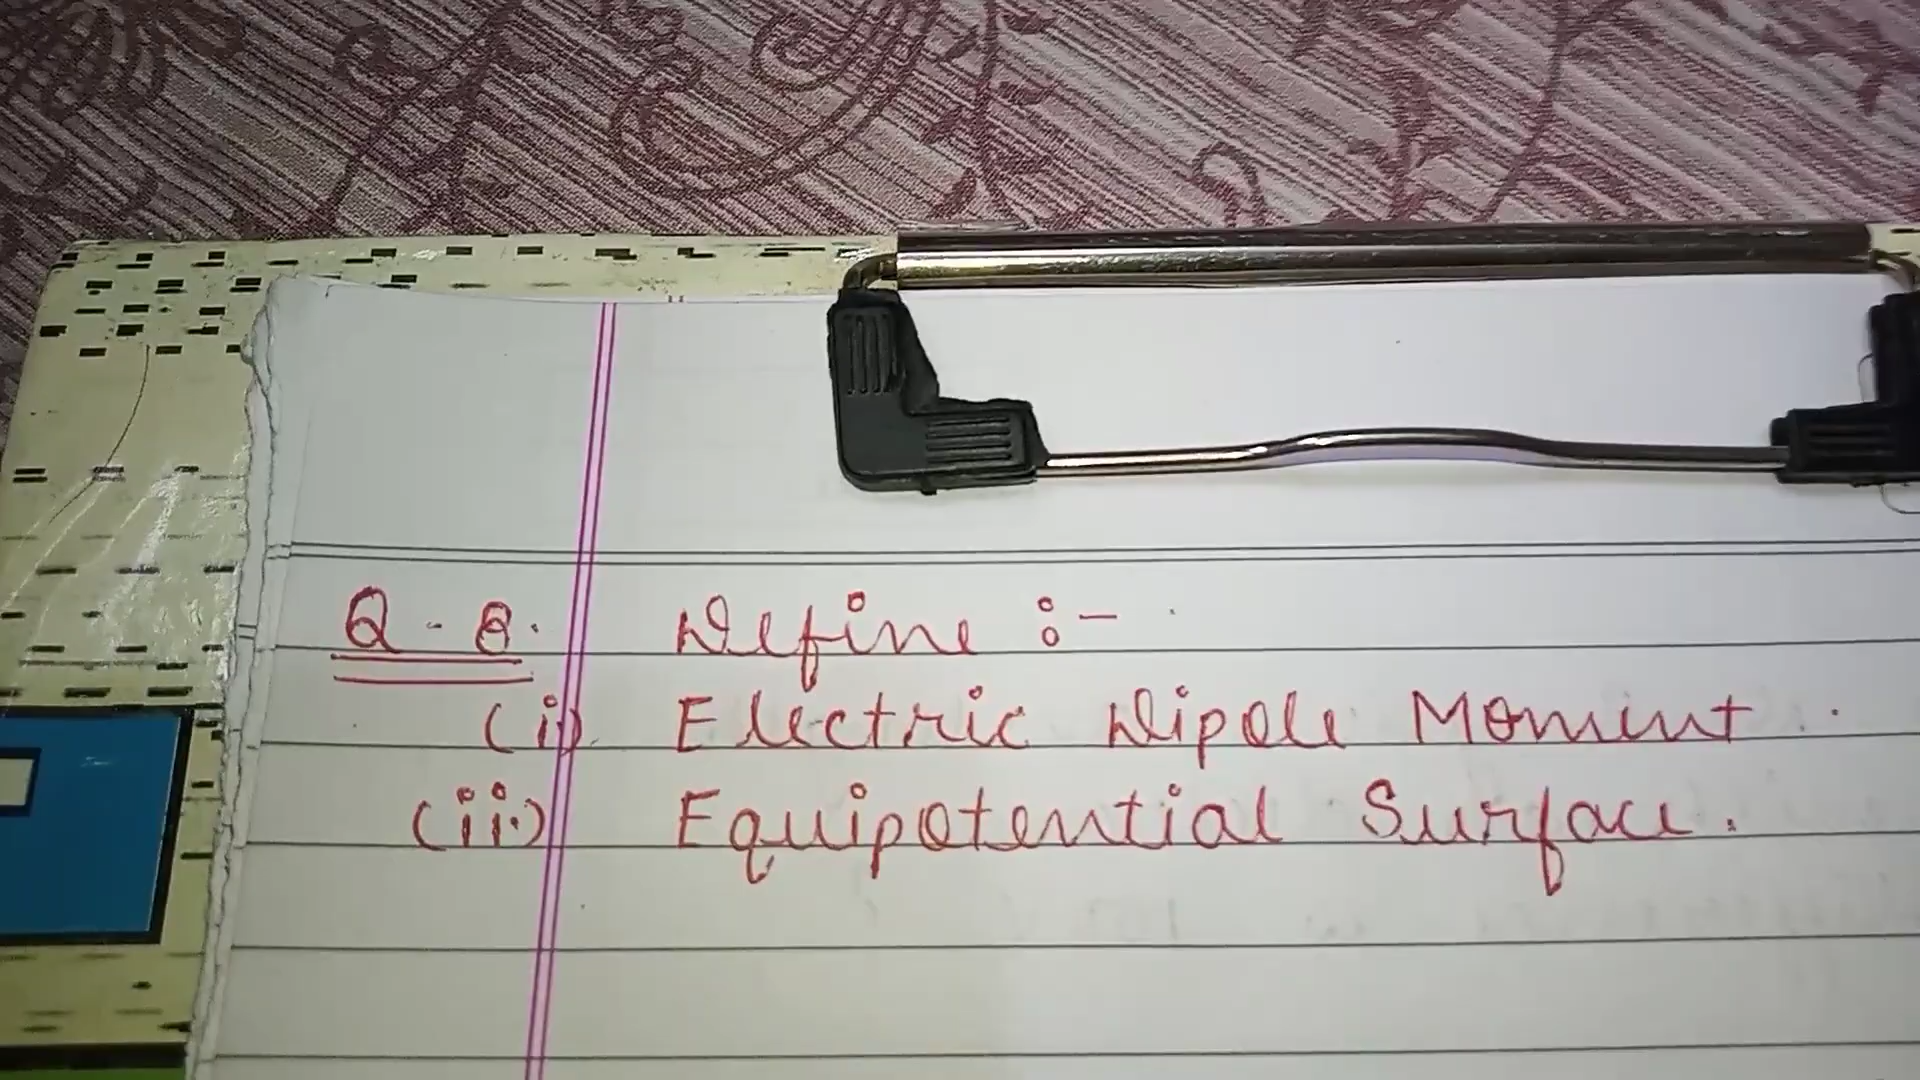 Q.8. Define :-
(i) Electric Dipole Moment.
(ii) Equipotential Surface.